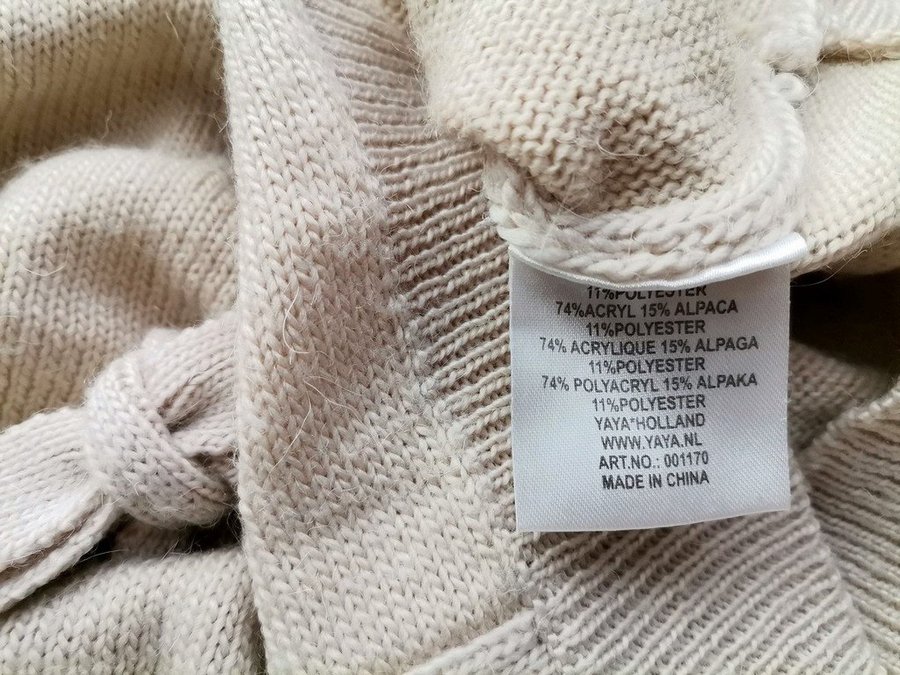 11%POLYESTER
74%ACRYL 15% ALPACA
11%POLYESTER
74% ACRYLIQUE 15% ALPAGA
11%POLYESTER
74% POLYACRYL 15% ALPAKA
11%POLYESTER
YAYA*HOLLAND
WWW.YAYA.NL
ART.NO.: 001170
MADE IN CHINA